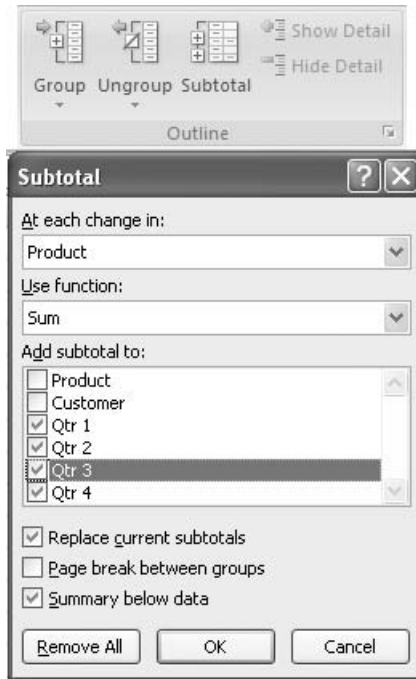 Show Detail
Hide Detail
Group Ungroup Subtotal
Outline
Subtotal
At each change in:
Product
Use function:
Sum
Add subtotal to:
Product
Customer
Qtr 1
Qtr 2
Qtr 3
Qtr 4
Replace current subtotals
Page break between groups
Summary below data
Remove All OK Cancel